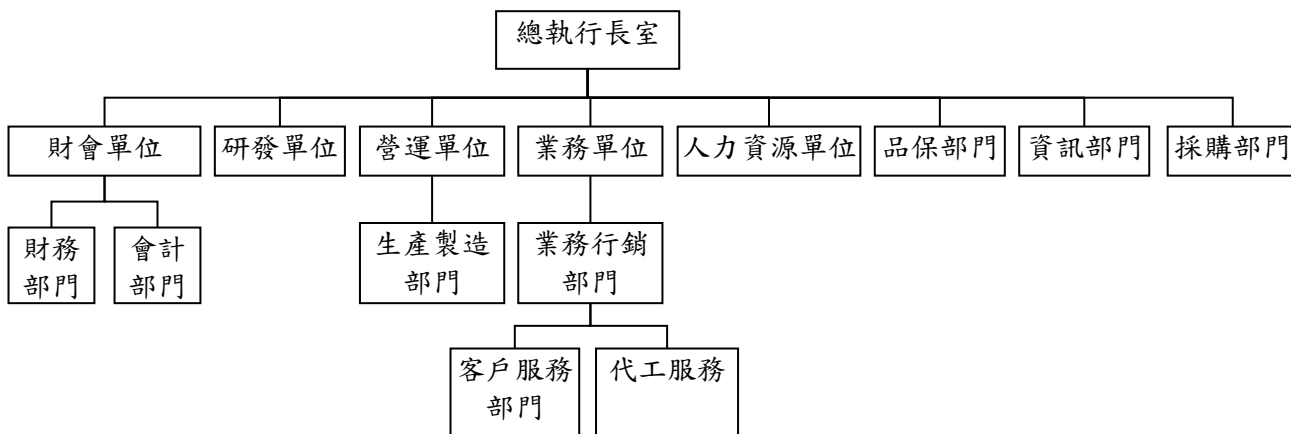 總執行長室
財會單位
研發單位
營運單位
業務單位
人力資源單位
品保部門
資訊部門
採購部門
財務
部門
會計
部門
生產製造
部門
業務行銷
部門
客戶服務
部門
代工服務